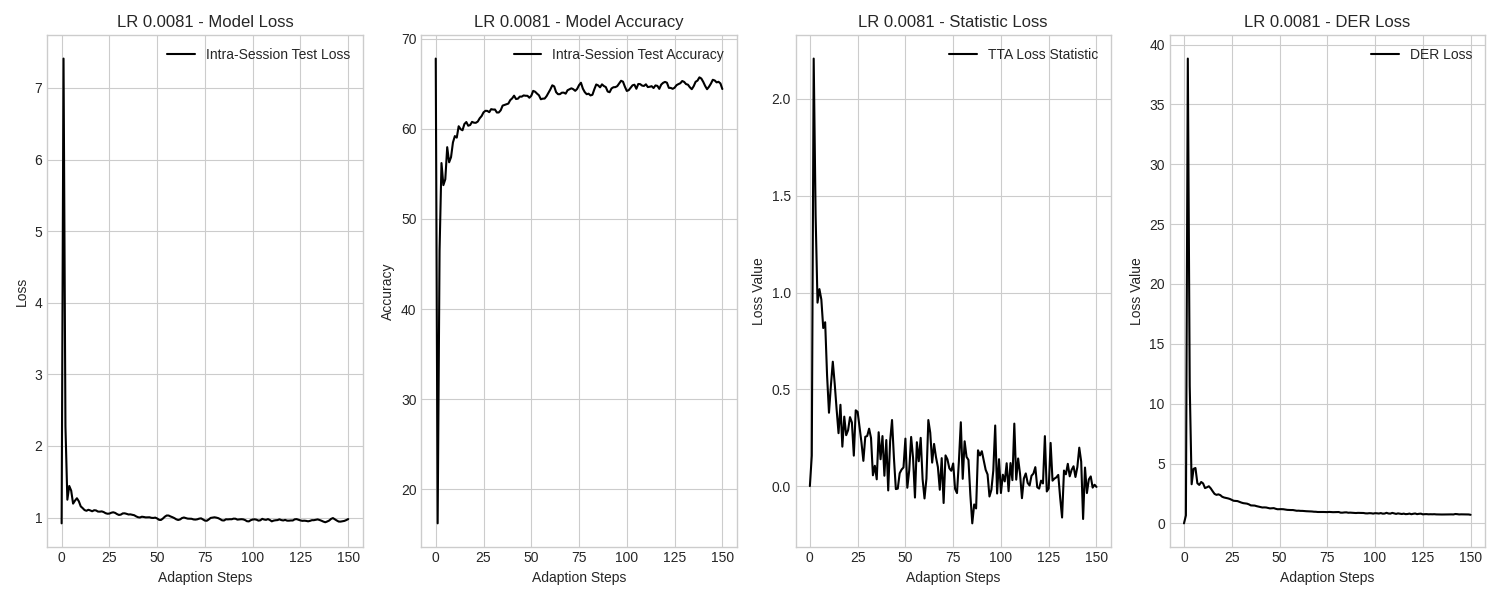 LR 0.0081 - Model Loss
Intra-Session Test Loss
Loss
7
6
5
4
3
2
1
0 25 50 75 100 125 150
Adaption Steps
LR 0.0081 - Model Accuracy
Intra-Session Test Accuracy
Accuracy
70
60
50
40
30
20
0 25 50 75 100 125 150
Adaption Steps
LR 0.0081 - Statistic Loss
TTA Loss Statistic
Loss Value
2.0
1.5
1.0
0.5
0.0
0 25 50 75 100 125 150
Adaption Steps
LR 0.0081 - DER Loss
DER Loss
Loss Value
40
35
30
25
20
15
10
5
0
0 25 50 75 100 125 150
Adaption Steps